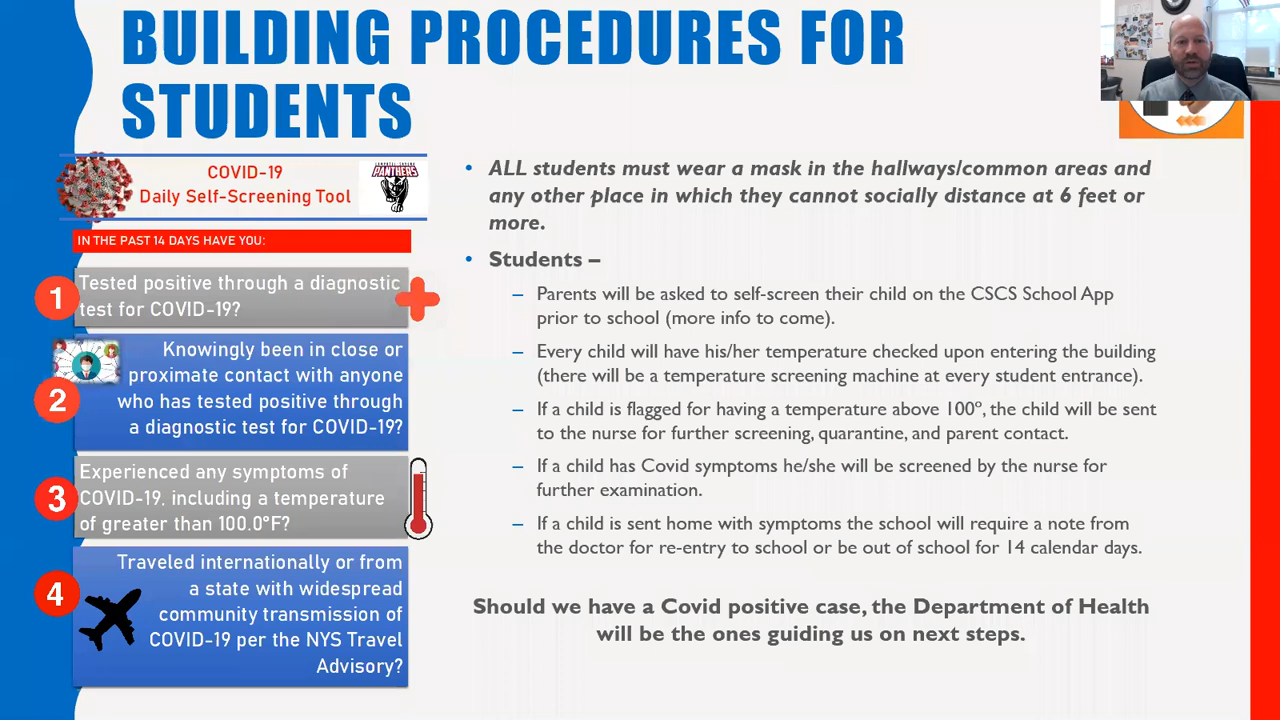 BUILDING PROCEDURES FOR
STUDENTS
COVID-19
Daily Self-Screening Tool
PANTHERS
IN THE PAST 14 DAYS HAVE YOU:
1
Tested positive through a diagnostic
test for COVID-19?
2
Knowingly been in close or
proximate contact with anyone
who has tested positive through
a diagnostic test for COVID-19?
3
Experienced any symptoms of
COVID-19, including a temperature
of greater than 100.0°F?
4
Traveled internationally or from
a state with widespread
community transmission of
COVID-19 per the NYS Travel
Advisory?
• ALL students must wear a mask in the hallways/common areas and
any other place in which they cannot socially distance at 6 feet or
more.
• Students –
– Parents will be asked to self-screen their child on the CSCS School App
prior to school (more info to come).
– Every child will have his/her temperature checked upon entering the building
(there will be a temperature screening machine at every student entrance).
– If a child is flagged for having a temperature above 100º, the child will be sent
to the nurse for further screening, quarantine, and parent contact.
– If a child has Covid symptoms he/she will be screened by the nurse for
further examination.
– If a child is sent home with symptoms the school will require a note from
the doctor for re-entry to school or be out of school for 14 calendar days.
Should we have a Covid positive case, the Department of Health
will be the ones guiding us on next steps.